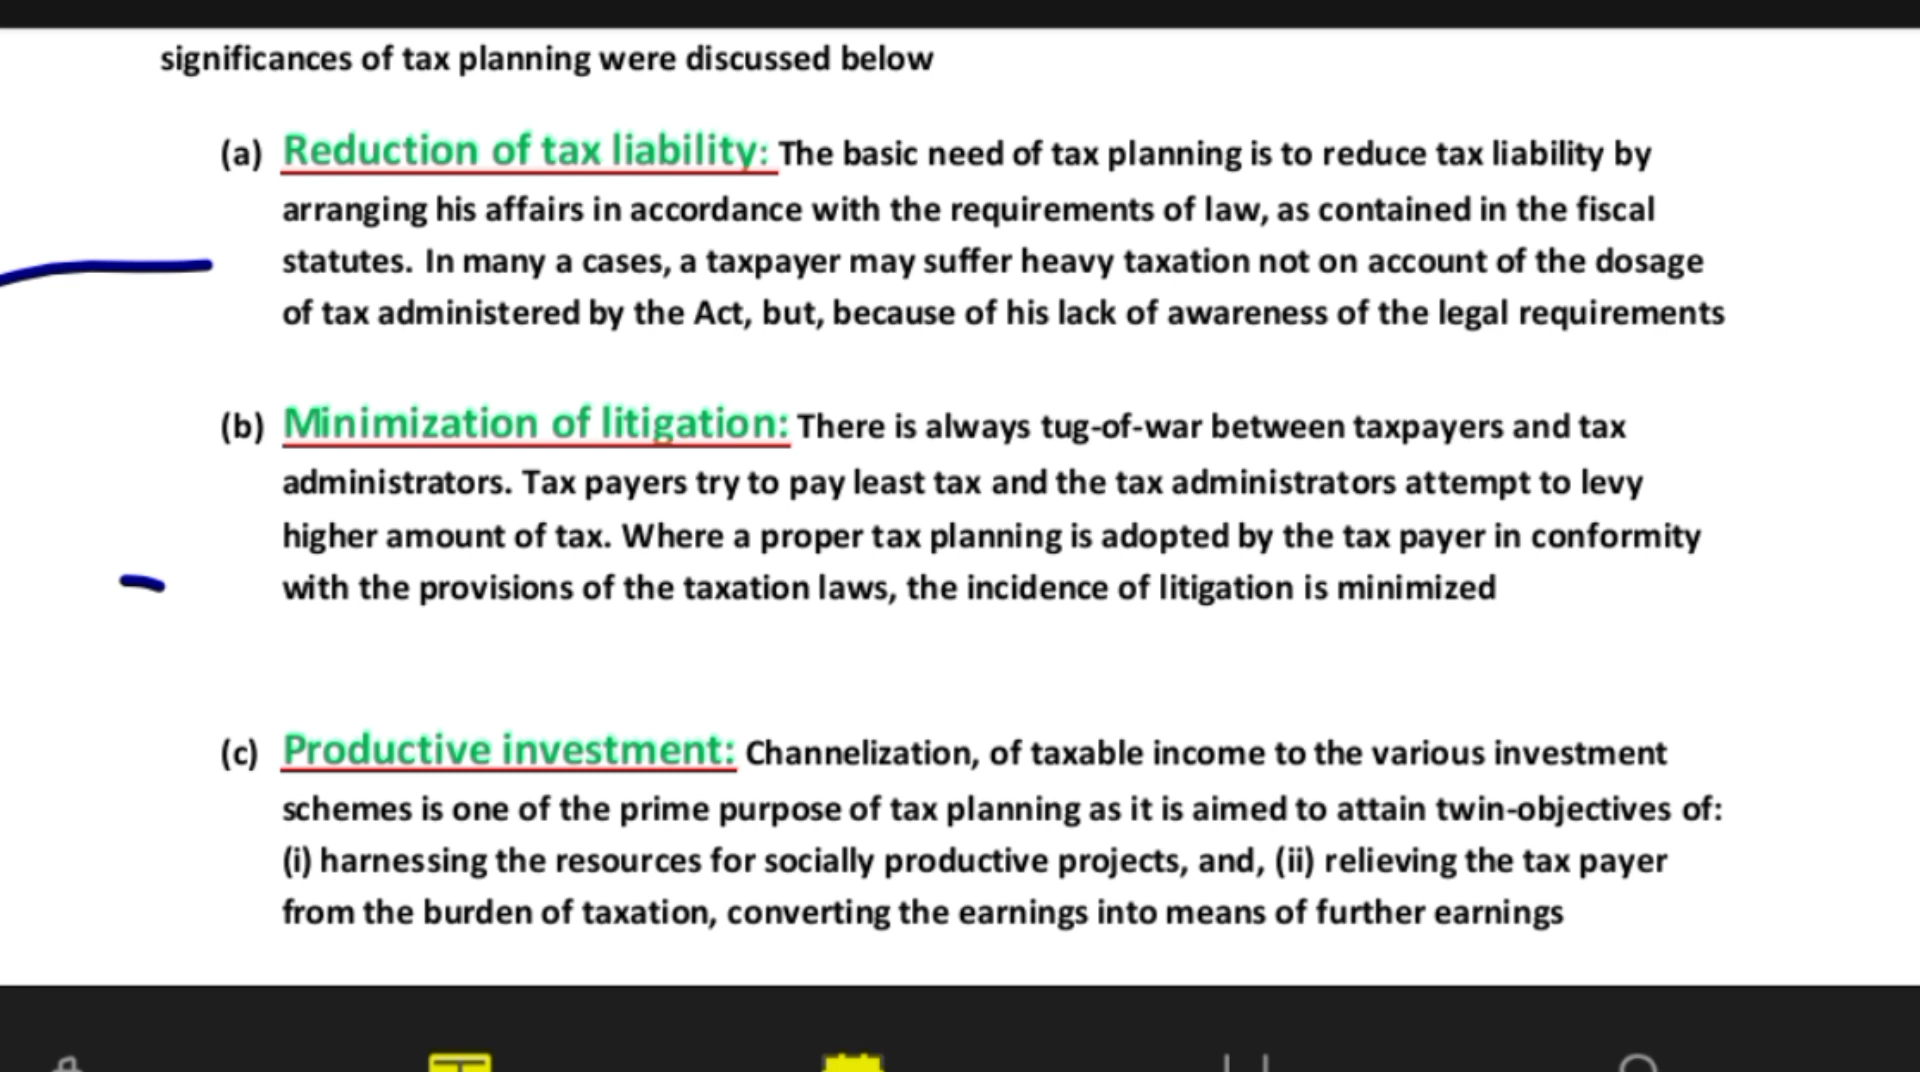 significances of tax planning were discussed below
(a) Reduction of tax liability: The basic need of tax planning is to reduce tax liability by
arranging his affairs in accordance with the requirements of law, as contained in the fiscal
statutes. In many a cases, a taxpayer may suffer heavy taxation not on account of the dosage
of tax administered by the Act, but, because of his lack of awareness of the legal requirements
(b) Minimization of litigation: There is always tug-of-war between taxpayers and tax
administrators. Tax payers try to pay least tax and the tax administrators attempt to levy
higher amount of tax. Where a proper tax planning is adopted by the tax payer in conformity
with the provisions of the taxation laws, the incidence of litigation is minimized
(c) Productive investment: Channelization, of taxable income to the various investment
schemes is one of the prime purpose of tax planning as it is aimed to attain twin-objectives of:
(i) harnessing the resources for socially productive projects, and, (ii) relieving the tax payer
from the burden of taxation, converting the earnings into means of further earnings